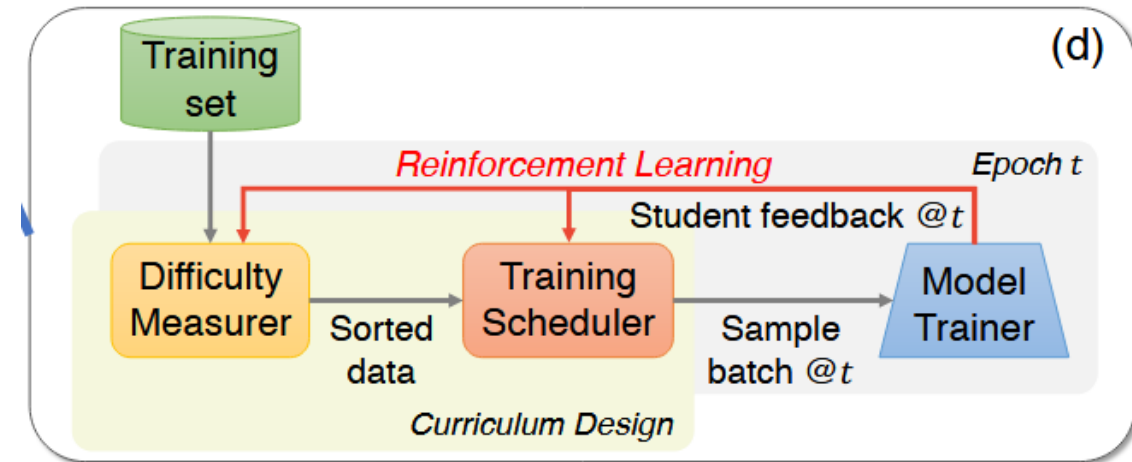 (d)
Training
set
Reinforcement Learning
Epoch t
Student feedback @t
Difficulty
Measurer
Sorted
data
Training
Scheduler
Sample
batch @t
Model
Trainer
Curriculum Design